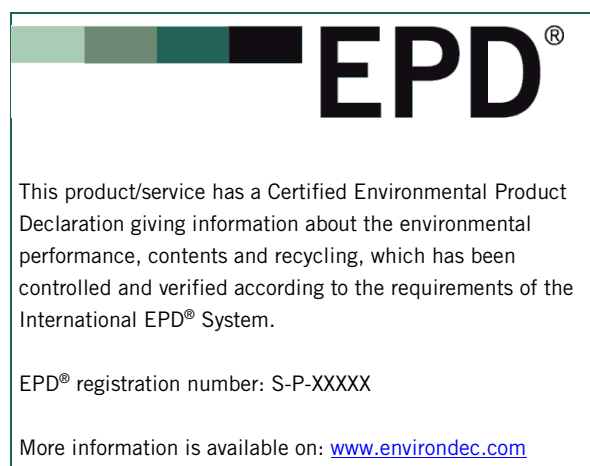 EPD®
This product/service has a Certified Environmental Product
Declaration giving information about the environmental
performance, contents and recycling, which has been
controlled and verified according to the requirements of the
International EPD® System.
EPD® registration number: S-P-XXXXX
More information is available on: www.environdec.com